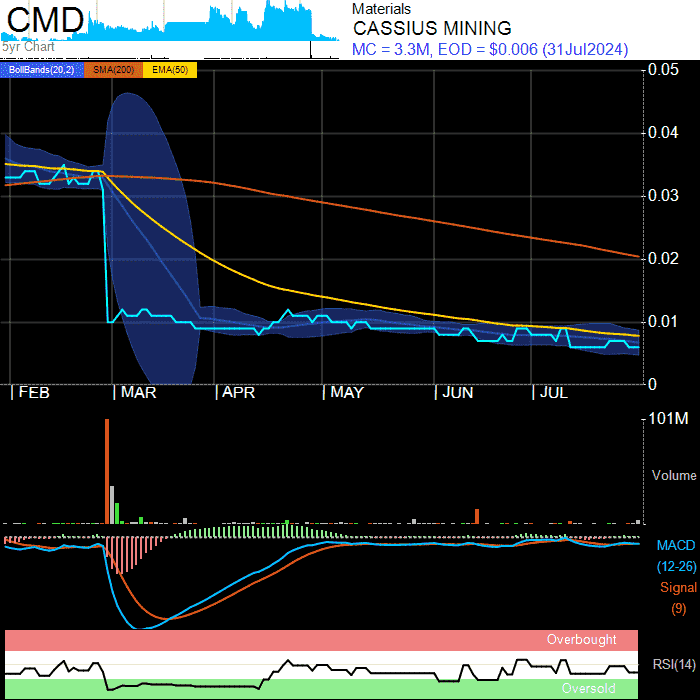 CMD
5yr Chart
Materials
CASSIUS MINING
MC = 3.3M, EOD = $0.006 (31Jul2024)
BollBands(20,2) SMA(200) EMA(50)
0.05
0.04
0.03
0.02
0.01
0
FEB MAR APR MAY JUN JUL
101M
Volume
MACD
(12-26)
Signal
(9)
Overbought
RSI(14)
Oversold